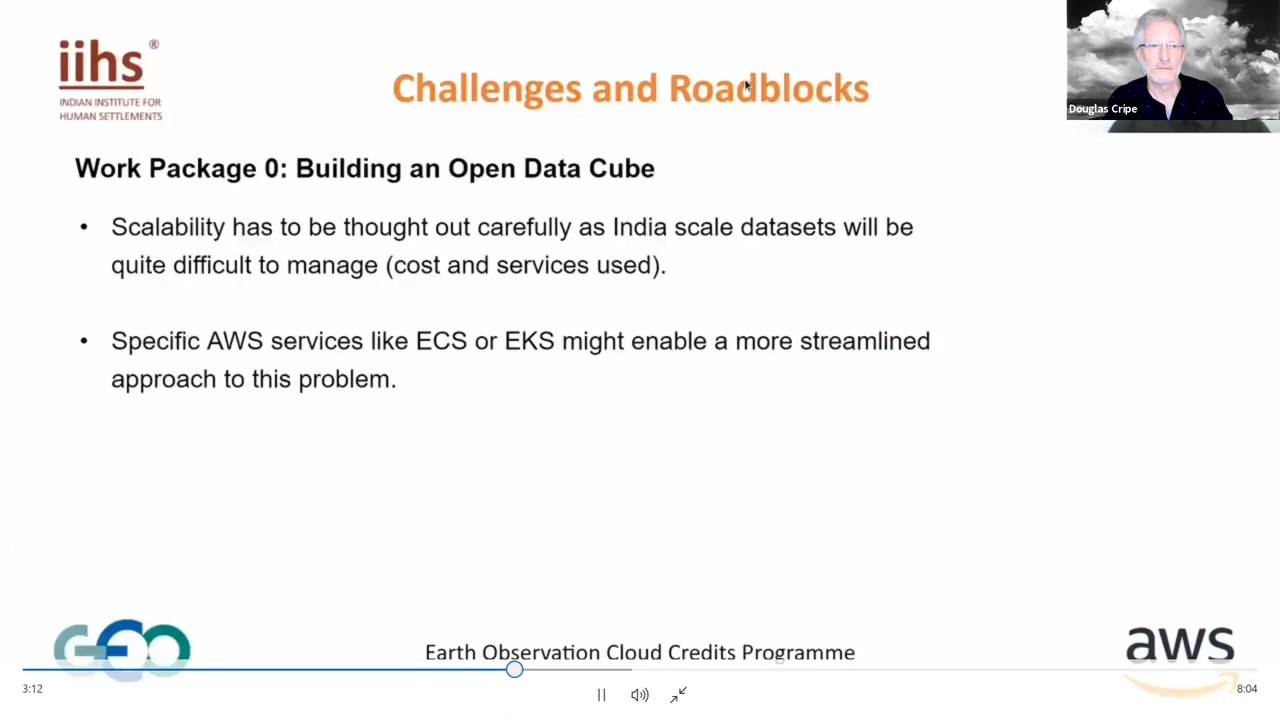 iihs®
INDIAN INSTITUTE FOR
HUMAN SETTLEMENTS
Challenges and Roadblocks
Douglas Cripe
Work Package 0: Building an Open Data Cube
• Scalability has to be thought out carefully as India scale datasets will be
quite difficult to manage (cost and services used).
• Specific AWS services like ECS or EKS might enable a more streamlined
approach to this problem.
GEO
Earth Observation Cloud Credits Programme
aws
3:12
8:04